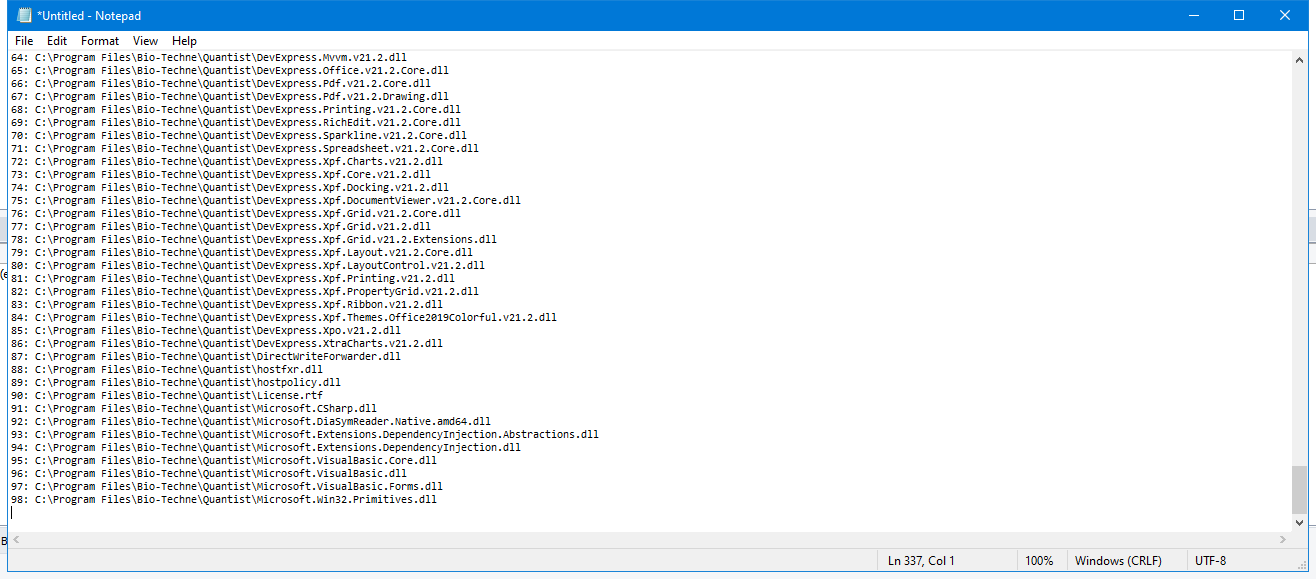 *Untitled - Notepad
File Edit Format View Help
64: C:\Program Files\Bio-Techne\Quantist\DevExpress.Mvvm.v21.2.dll
65: C:\Program Files\Bio-Techne\Quantist\DevExpress.Office.v21.2.Core.dll
66: C:\Program Files\Bio-Techne\Quantist\DevExpress.Pdf.v21.2.Core.dll
67: C:\Program Files\Bio-Techne\Quantist\DevExpress.Pdf.v21.2.Drawing.dll
68: C:\Program Files\Bio-Techne\Quantist\DevExpress.Printing.v21.2.Core.dll
69: C:\Program Files\Bio-Techne\Quantist\DevExpress.RichEdit.v21.2.Core.dll
70: C:\Program Files\Bio-Techne\Quantist\DevExpress.Sparkline.v21.2.Core.dll
71: C:\Program Files\Bio-Techne\Quantist\DevExpress.Spreadsheet.v21.2.Core.dll
72: C:\Program Files\Bio-Techne\Quantist\DevExpress.Xpf.Charts.v21.2.dll
73: C:\Program Files\Bio-Techne\Quantist\DevExpress.Xpf.Core.v21.2.dll
74: C:\Program Files\Bio-Techne\Quantist\DevExpress.Xpf.Docking.v21.2.dll
75: C:\Program Files\Bio-Techne\Quantist\DevExpress.Xpf.DocumentViewer.v21.2.Core.dll
76: C:\Program Files\Bio-Techne\Quantist\DevExpress.Xpf.Grid.v21.2.Core.dll
77: C:\Program Files\Bio-Techne\Quantist\DevExpress.Xpf.Grid.v21.2.dll
78: C:\Program Files\Bio-Techne\Quantist\DevExpress.Xpf.Grid.v21.2.Extensions.dll
79: C:\Program Files\Bio-Techne\Quantist\DevExpress.Xpf.Layout.v21.2.Core.dll
80: C:\Program Files\Bio-Techne\Quantist\DevExpress.Xpf.LayoutControl.v21.2.dll
81: C:\Program Files\Bio-Techne\Quantist\DevExpress.Xpf.Printing.v21.2.dll
82: C:\Program Files\Bio-Techne\Quantist\DevExpress.Xpf.PropertyGrid.v21.2.dll
83: C:\Program Files\Bio-Techne\Quantist\DevExpress.Xpf.Ribbon.v21.2.dll
84: C:\Program Files\Bio-Techne\Quantist\DevExpress.Xpf.Themes.Office2019Colorful.v21.2.dll
85: C:\Program Files\Bio-Techne\Quantist\DevExpress.Xpo.v21.2.dll
86: C:\Program Files\Bio-Techne\Quantist\DevExpress.XtraCharts.v21.2.dll
87: C:\Program Files\Bio-Techne\Quantist\DirectWriteForwarder.dll
88: C:\Program Files\Bio-Techne\Quantist\hostfxr.dll
89: C:\Program Files\Bio-Techne\Quantist\hostpolicy.dll
90: C:\Program Files\Bio-Techne\Quantist\License.rtf
91: C:\Program Files\Bio-Techne\Quantist\Microsoft.CSharp.dll
92: C:\Program Files\Bio-Techne\Quantist\Microsoft.DiaSymReader.Native.amd64.dll
93: C:\Program Files\Bio-Techne\Quantist\Microsoft.Extensions.DependencyInjection.Abstractions.dll
94: C:\Program Files\Bio-Techne\Quantist\Microsoft.Extensions.DependencyInjection.dll
95: C:\Program Files\Bio-Techne\Quantist\Microsoft.VisualBasic.Core.dll
96: C:\Program Files\Bio-Techne\Quantist\Microsoft.VisualBasic.dll
97: C:\Program Files\Bio-Techne\Quantist\Microsoft.VisualBasic.Forms.dll
98: C:\Program Files\Bio-Techne\Quantist\Microsoft.Win32.Primitives.dll
Ln 337, Col 1 100% Windows (CRLF) UTF-8